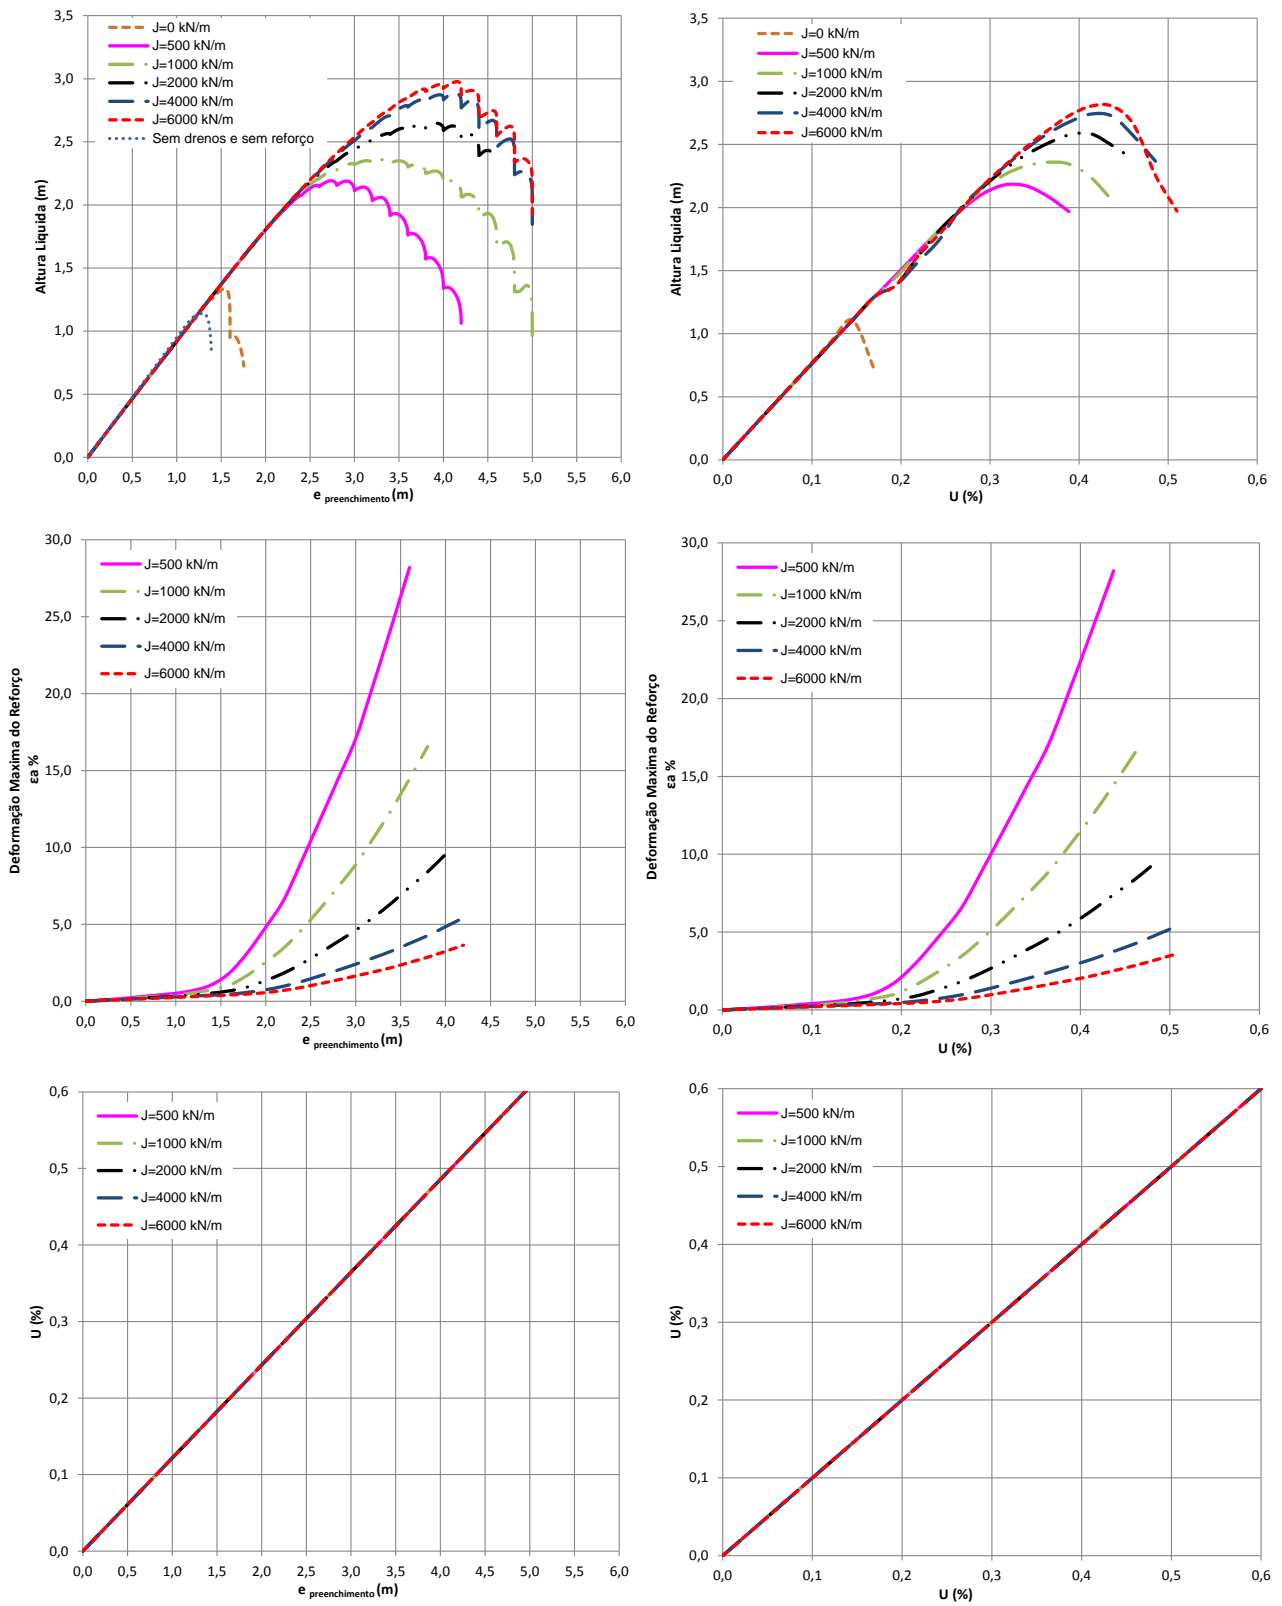 3,5
3,0
2,5
2,0
1,5
1,0
0,5
0,0
Altura Liquida (m)
J=0 kN/m
J=500 kN/m
J=1000 kN/m
J=2000 kN/m
J=4000 kN/m
J=6000 kN/m
Sem drenos e sem reforço
0,0 0,5 1,0 1,5 2,0 2,5 3,0 3,5 4,0 4,5 5,0 5,5 6,0
e preenchimento (m)
3,5
3,0
2,5
2,0
1,5
1,0
0,5
0,0
Altura Liquida (m)
J=0 kN/m
J=500 kN/m
J=1000 kN/m
J=2000 kN/m
J=4000 kN/m
J=6000 kN/m
0,0 0,1 0,2 0,3 0,4 0,5 0,6
U (%)
30,0
25,0
20,0
15,0
10,0
5,0
0,0
Deformação Maxima do Reforço
εa %
J=500 kN/m
J=1000 kN/m
J=2000 kN/m
J=4000 kN/m
J=6000 kN/m
0,0 0,5 1,0 1,5 2,0 2,5 3,0 3,5 4,0 4,5 5,0 5,5 6,0
e preenchimento (m)
30,0
25,0
20,0
15,0
10,0
5,0
0,0
Deformação Maxima do Reforço
εa %
J=500 kN/m
J=1000 kN/m
J=2000 kN/m
J=4000 kN/m
J=6000 kN/m
0,0 0,1 0,2 0,3 0,4 0,5 0,6
U (%)
0,6
0,5
0,4
0,3
0,2
0,1
0,0
U (%)
J=500 kN/m
J=1000 kN/m
J=2000 kN/m
J=4000 kN/m
J=6000 kN/m
0,0 0,5 1,0 1,5 2,0 2,5 3,0 3,5 4,0 4,5 5,0 5,5 6,0
e preenchimento (m)
0,6
0,5
0,4
0,3
0,2
0,1
0,0
U (%)
J=500 kN/m
J=1000 kN/m
J=2000 kN/m
J=4000 kN/m
J=6000 kN/m
0,0 0,1 0,2 0,3 0,4 0,5 0,6
U (%)